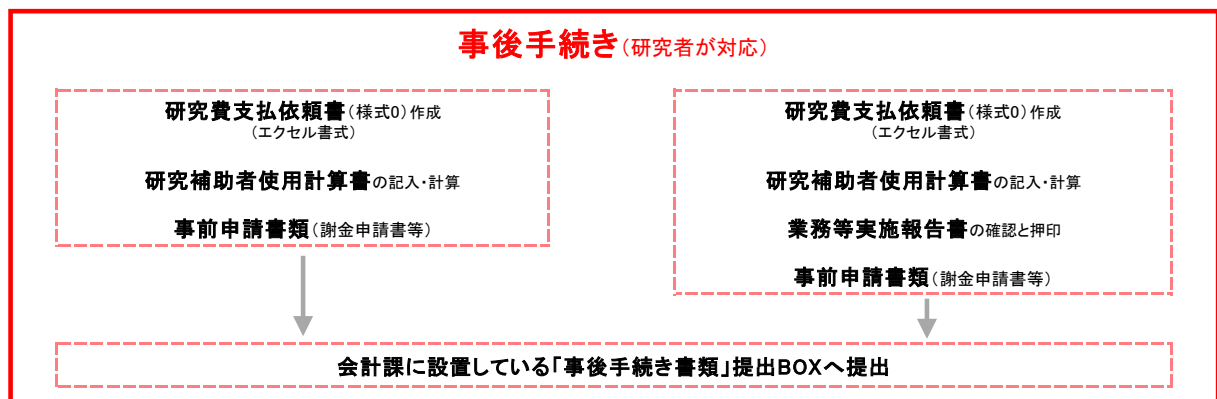 事後手続き(研究者が対応)
研究費支払依頼書(様式0)作成
(エクセル書式)
研究補助者使用計算書の記入・計算
事前申請書類(謝金申請書等)
研究費支払依頼書(様式0)作成
(エクセル書式)
研究補助者使用計算書の記入・計算
業務等実施報告書の確認と押印
事前申請書類(謝金申請書等)
会計課に設置している「事後手続き書類」提出BOXへ提出